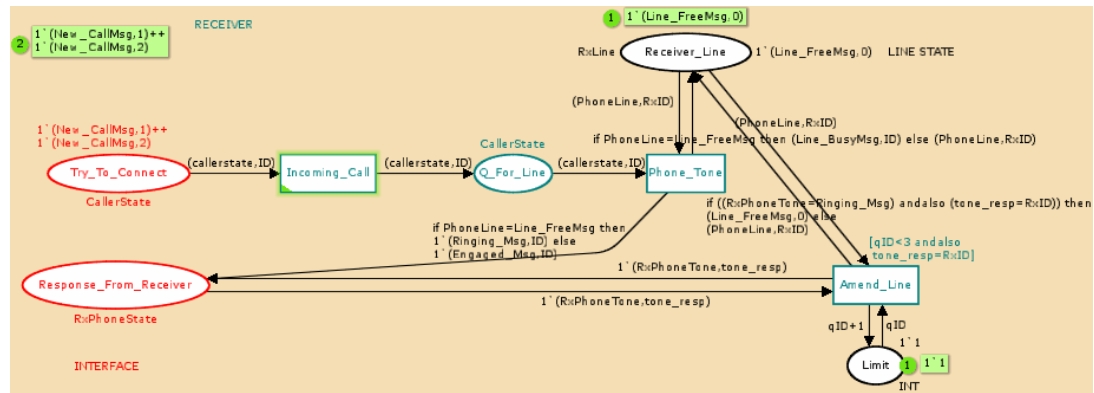 1
1`(Line_FreeMsg,0)
RECEIVER
2
1`(New_CallMsg,1)++
1`(New_CallMsg,2)
RxLine
Receiver_Line
1`(Line_FreeMsg,0)
LINE STATE
(PhoneLine,RxID)
(PhoneLine,RxID)
1`(New_CallMsg,1)++
1`(New_CallMsg,2)
if PhoneLine=Line_FreeMsg then (Line_BusyMsg,ID) else (PhoneLine,RxID)
CallerState
(callerstate,ID)
(callerstate,ID)
(callerstate,ID)
Try_To_Connect
Incoming_Call
Q_For_Line
Phone_Tone
CallerState
if ((RxPhoneTone=Ringing_Msg) andalso (tone_resp=RxID)) then
(Line_FreeMsg,0) else
(PhoneLine,RxID)
if PhoneLine=Line_FreeMsg then
1`(Ringing_Msg,ID) else
1`(Engaged_Msg,ID)
[qID<3 andalso
tone_resp=RxID]
1`(RxPhoneTone,tone_resp)
Response_From_Receiver
Amend_Line
1`(RxPhoneTone,tone_resp)
RxPhoneState
qID+1
qID
1`1
INTERFACE
Limit
1
1`1
INT